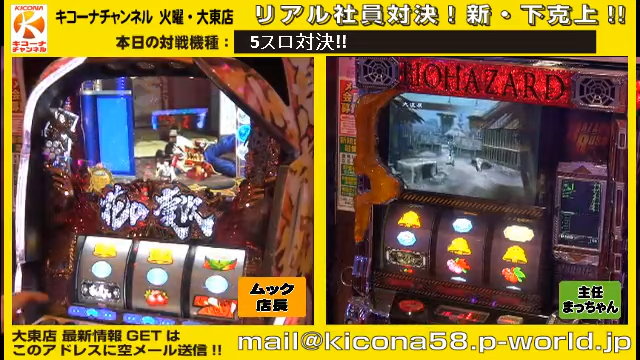 KICONA
キコーナ
チャンネル
キコーナチャンネル 火曜・大東店
リアル社員対決!新・下克上!!
本日の対戦機種:
5スロ対決!!
BIOHAZARD
花の慶次
ムック
店長
主任
まっちゃん
大東店 最新情報 GET は
このアドレスに空メール送信!!
mail@kicona58.p-world.jp